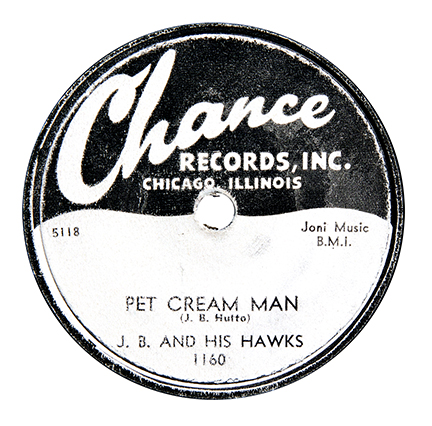 Chance
RECORDS, INC.
CHICAGO, ILLINOIS
5118
Joni Music
B.M.I.
PET CREAM MAN
(J. B. Hutto)
J. B. AND HIS HAWKS
1160